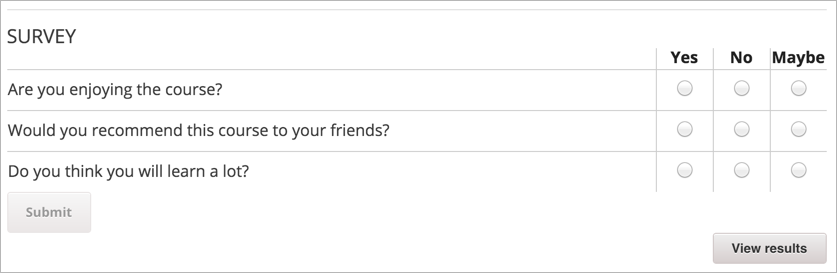 SURVEY
Yes No Maybe
Are you enjoying the course?
Would you recommend this course to your friends?
Do you think you will learn a lot?
Submit
View results